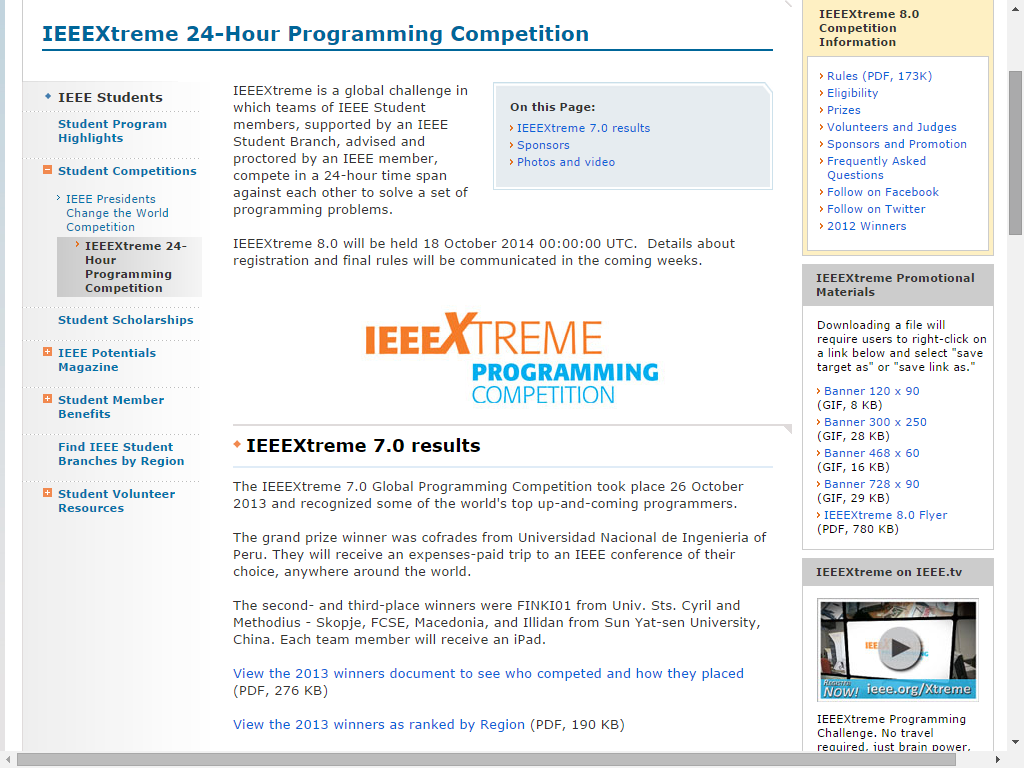 IEEEXtreme 24-Hour Programming Competition
IEEE Students
Student Program
Highlights
Student Competitions
IEEE Presidents
Change the World
Competition
IEEEXtreme 24-
Hour
Programming
Competition
Student Scholarships
IEEE Potentials
Magazine
Student Member
Benefits
Find IEEE Student
Branches by Region
Student Volunteer
Resources
IEEEXtreme is a global challenge in
which teams of IEEE Student
members, supported by an IEEE
Student Branch, advised and
proctored by an IEEE member,
compete in a 24-hour time span
against each other to solve a set of
programming problems.
On this Page:
IEEEXtreme 7.0 results
Sponsors
Photos and video
IEEEXtreme 8.0 will be held 18 October 2014 00:00:00 UTC.  Details about
registration and final rules will be communicated in the coming weeks.
IEEEXTREME
PROGRAMMING
COMPETITION
IEEEXtreme 7.0 results
The IEEEXtreme 7.0 Global Programming Competition took place 26 October
2013 and recognized some of the world's top up-and-coming programmers.
The grand prize winner was cofrades from Universidad Nacional de Ingenieria of
Peru. They will receive an expenses-paid trip to an IEEE conference of their
choice, anywhere around the world.
The second- and third-place winners were FINKI01 from Univ. Sts. Cyril and
Methodius - Skopje, FCSE, Macedonia, and Illidan from Sun Yat-sen University,
China. Each team member will receive an iPad.
View the 2013 winners document to see who competed and how they placed
(PDF, 276 KB)
View the 2013 winners as ranked by Region (PDF, 190 KB)
IEEEXtreme 8.0
Competition
Information
Rules (PDF, 173K)
Eligibility
Prizes
Volunteers and Judges
Sponsors and Promotion
Frequently Asked
Questions
Follow on Facebook
Follow on Twitter
2012 Winners
IEEEXtreme Promotional
Materials
Downloading a file will
require users to right-click on
a link below and select "save
target as" or "save link as."
Banner 120 x 90
(GIF, 8 KB)
Banner 300 x 250
(GIF, 28 KB)
Banner 468 x 60
(GIF, 16 KB)
Banner 728 x 90
(GIF, 29 KB)
IEEEXtreme 8.0 Flyer
(PDF, 780 KB)
IEEEXtreme on IEEE.tv
Register
NOW! ieee.org/Xtreme
IEEEXtreme Programming
Challenge. No travel
required, just brain power.